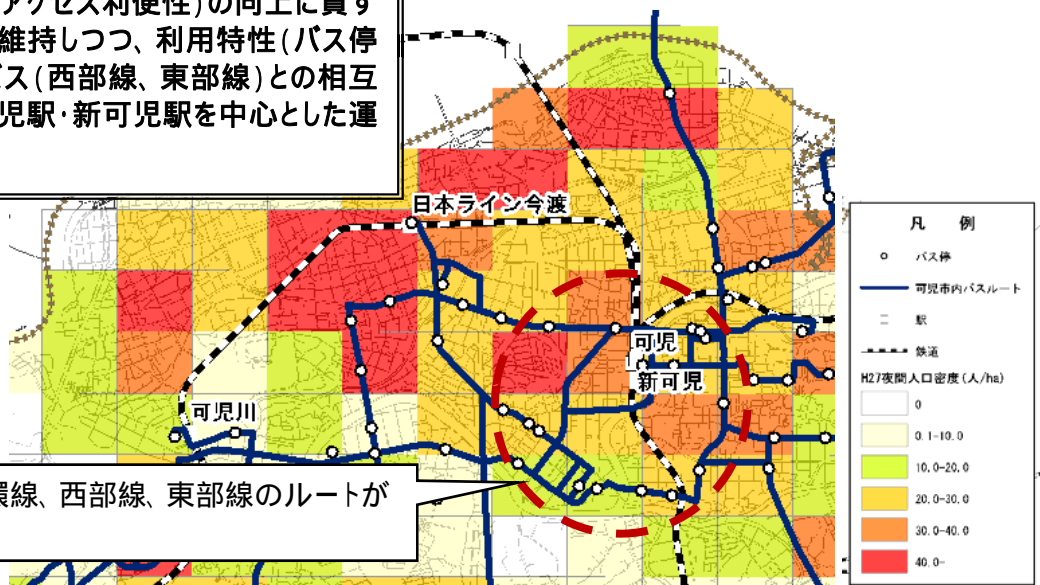 アクセス利便性)の向上に資す
維持しつつ、利用特性(バス停
バス(西部線、東部線)との相互
児駅・新可児駅を中心とした運
日本ライン今渡
可児
新可児
可児川
環線、西部線、東部線のルートが
凡 例
バス停
可児市内バスルート
駅
鉄道
H27夜間人口密度(人/ha)
0
0.1-10.0
10.0-20.0
20.0-30.0
30.0-40.0
40.0-